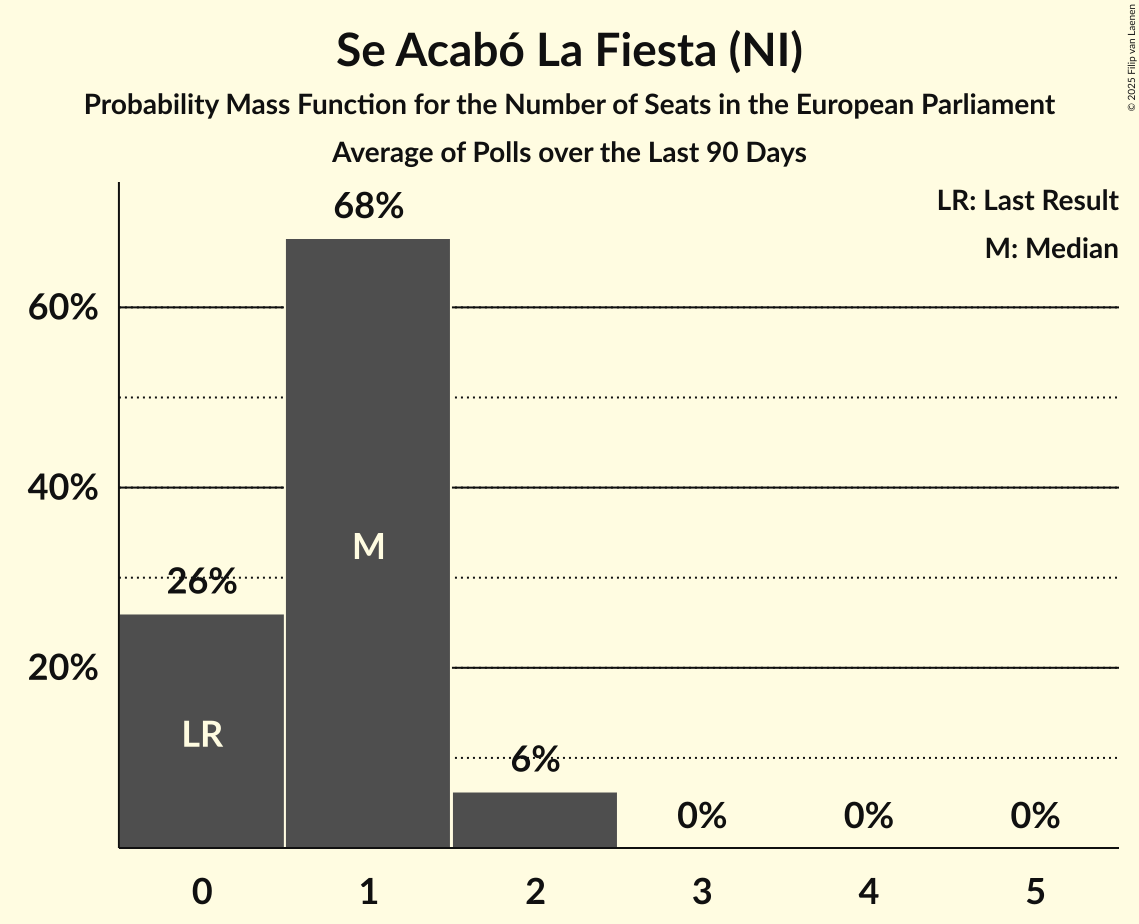 Se Acabó La Fiesta (NI)
Probability Mass Function for the Number of Seats in the European Parliament
Average of Polls over the Last 90 Days
© 2025 Filip van Laenen
LR: Last Result
M: Median
68%
60%
40%
M
26%
20%
LR
6%
0%
0%
0%
0
1
2
3
4
5